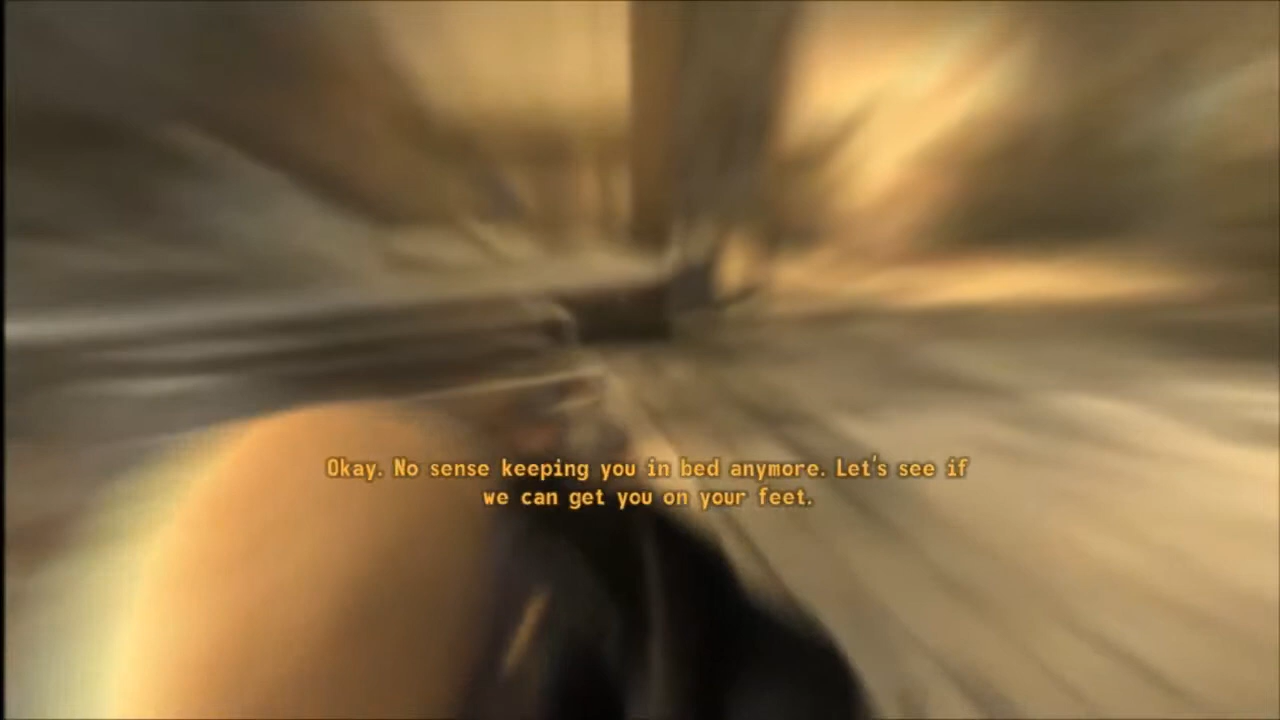 Okay. No sense keeping you in bed anymore. Let's see if
we can get you on your feet.